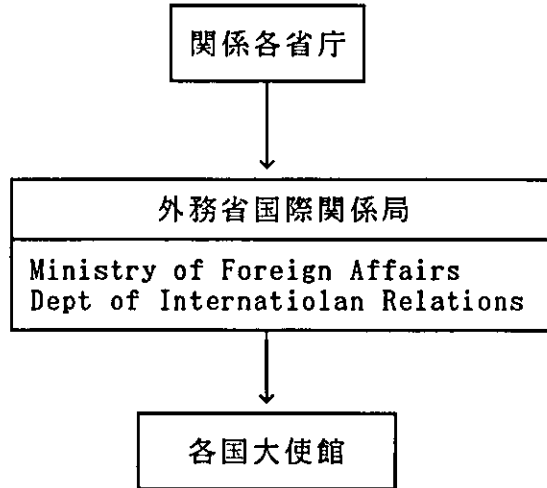 関係各省庁
外務省国際関係局
Ministry of Foreign Affairs
Dept of Internatiolan Relations
各国大使館